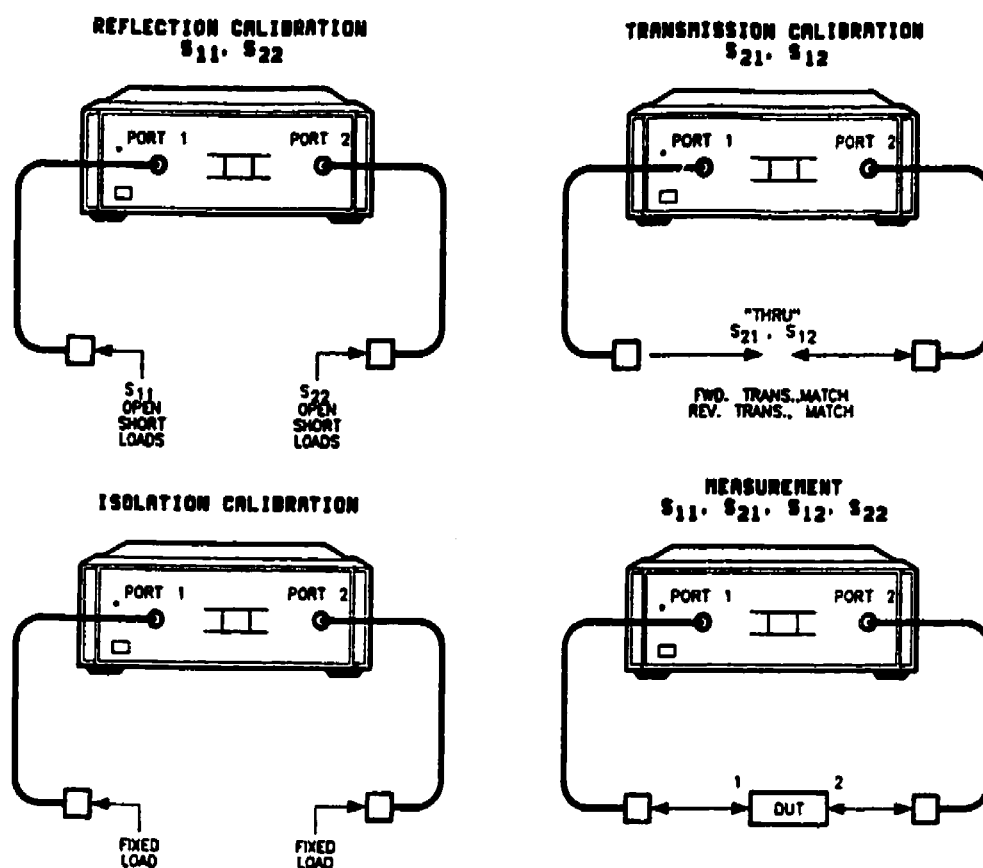 REFLECTION CALIBRATION
S11, S22
PORT 1
PORT 2
S11
OPEN
SHORT
LOADS
S22
OPEN
SHORT
LOADS
TRANSMISSION CALIBRATION
S21, S12
PORT 1
PORT 2
"THRU"
S21, S12
FWD. TRANS.,MATCH
REV. TRANS., MATCH
ISOLATION CALIBRATION
PORT 1
PORT 2
FIXED
LOAD
FIXED
LOAD
MEASUREMENT
S11, S21, S12, S22
PORT 1
PORT 2
1
2
DUT